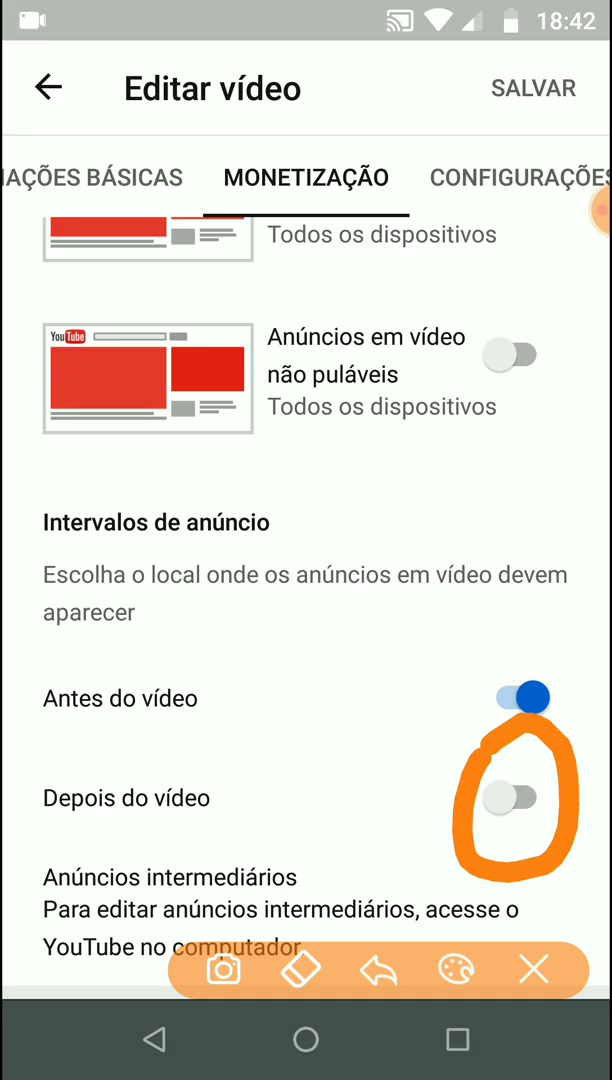 18:42
Editar vídeo
SALVAR
IAÇÕES BÁSICAS
MONETIZAÇÃO
CONFIGURAÇÕES
Todos os dispositivos
YouTube
Anúncios em vídeo
não puláveis
Todos os dispositivos
Intervalos de anúncio
Escolha o local onde os anúncios em vídeo devem
aparecer
Antes do vídeo
Depois do vídeo
Anúncios intermediários
Para editar anúncios intermediários, acesse o
YouTube no computador